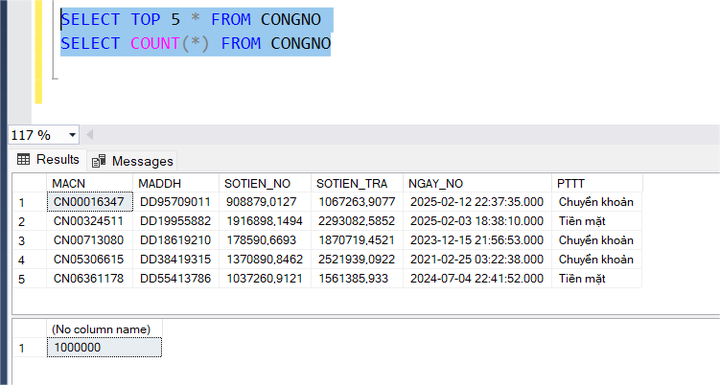 SELECT TOP 5 * FROM CONGNO
SELECT COUNT(*) FROM CONGNO
117 %
Results Messages
MACN MADDH SOTIEN_NO SOTIEN_TRA NGAY_NO PTTT
1 CN00016347 DD95709011 908879,0127 1067263,9077 2025-02-12 22:37:35.000 Chuyển khoản
2 CN00324511 DD19955882 1916898,1494 2293082,5852 2025-02-03 18:38:10.000 Tiền mặt
3 CN00713080 DD18619210 178590,6693 1870719,4521 2023-12-15 21:56:53.000 Chuyển khoản
4 CN05306615 DD38419315 1370890,8462 2521939,0922 2021-02-25 03:22:38.000 Chuyển khoản
5 CN06361178 DD55413786 1037260,9121 1561385,933 2024-07-04 22:41:52.000 Tiền mặt
(No column name)
1 1000000